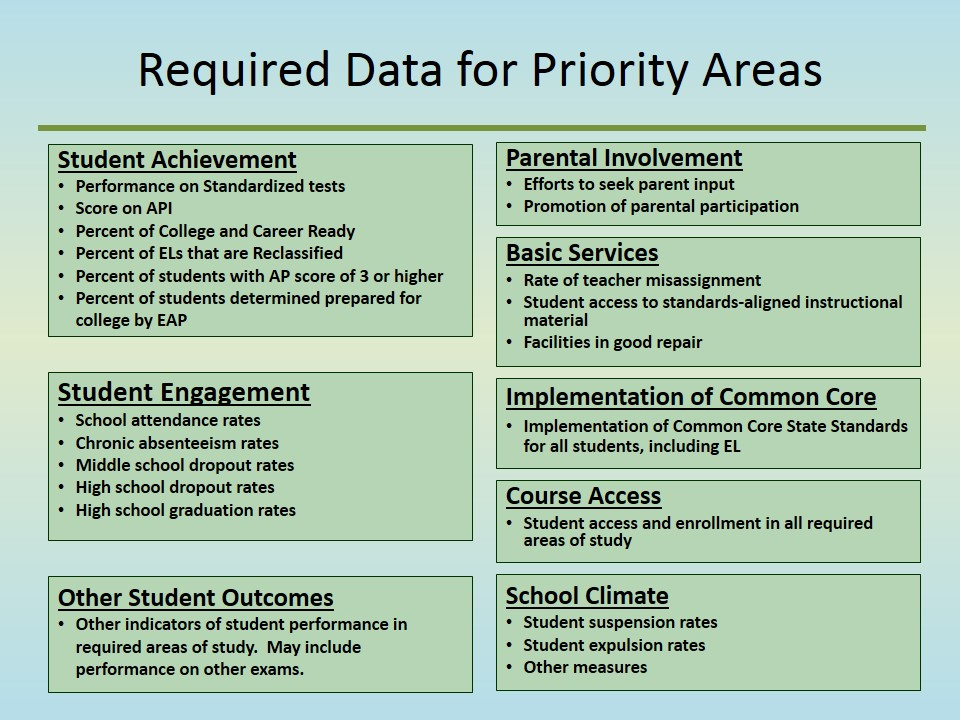 Required Data for Priority Areas
Student Achievement
• Performance on Standardized tests
• Score on API
• Percent of College and Career Ready
• Percent of ELs that are Reclassified
• Percent of students with AP score of 3 or higher
• Percent of students determined prepared for
college by EAP
Student Engagement
• School attendance rates
• Chronic absenteeism rates
• Middle school dropout rates
• High school dropout rates
• High school graduation rates
Other Student Outcomes
• Other indicators of student performance in
required areas of study.  May include
performance on other exams.
Parental Involvement
• Efforts to seek parent input
• Promotion of parental participation
Basic Services
• Rate of teacher misassignment
• Student access to standards-aligned instructional
material
• Facilities in good repair
Implementation of Common Core
• Implementation of Common Core State Standards
for all students, including EL
Course Access
• Student access and enrollment in all required
areas of study
School Climate
• Student suspension rates
• Student expulsion rates
• Other measures